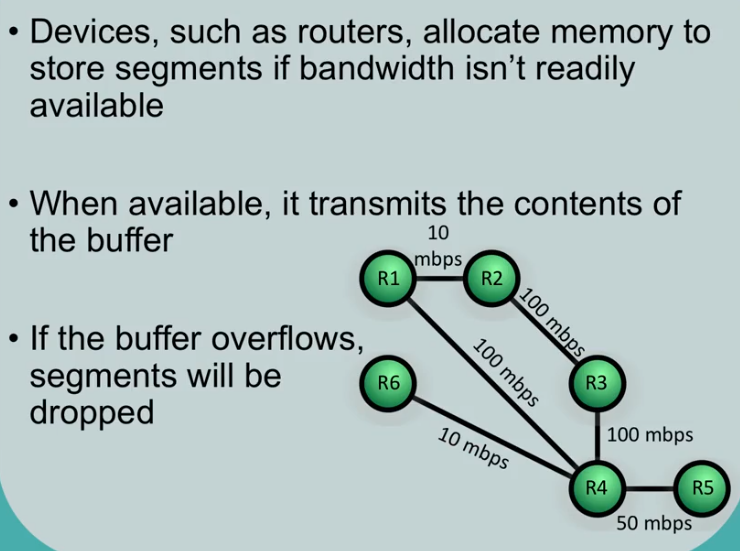 • Devices, such as routers, allocate memory to
store segments if bandwidth isn't readily
available
• When available, it transmits the contents of
the buffer
• If the buffer overflows,
segments will be
dropped
10
mbps
R1
R2
100 mbps
100 mbps
R6
R3
10 mbps
100 mbps
R4
R5
50 mbps